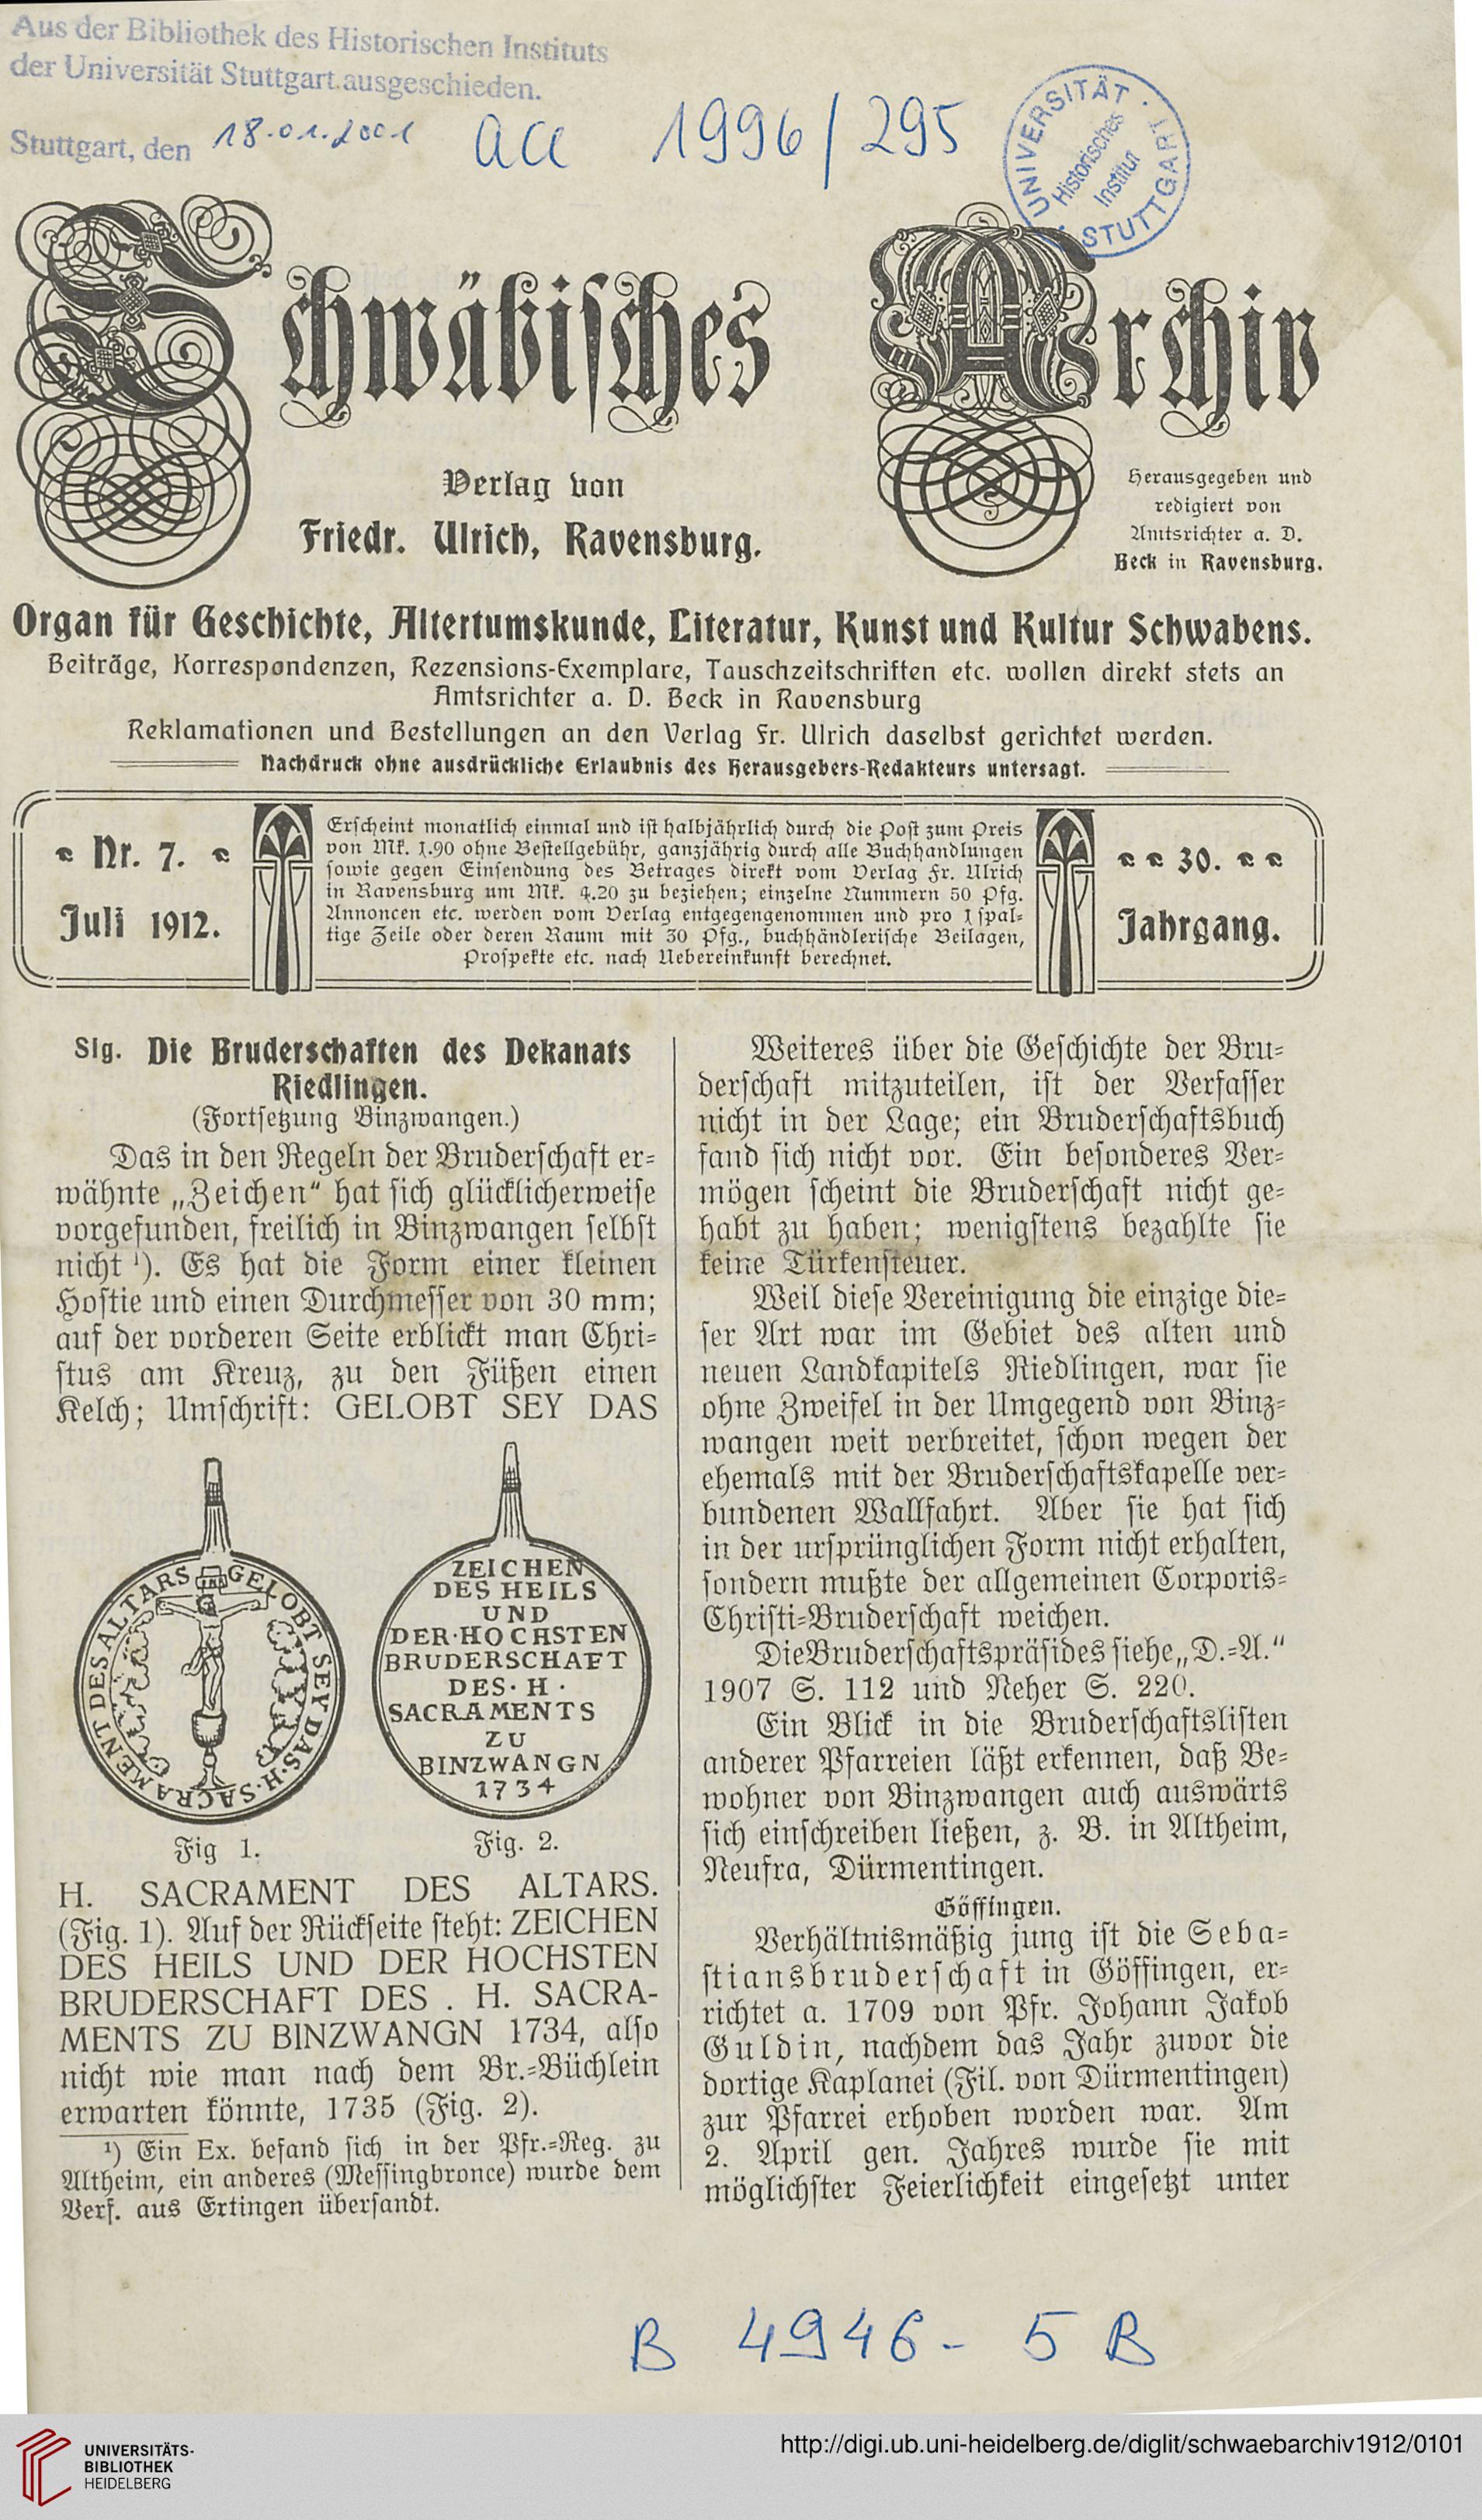 Aus der Bibliothek des Historischen Instituts
der Universität Stuttgart ausgeschieden.
Stuttgart, den 18.01.2001
acc 1996/295
UNIVERSITÄT · STUTTGART
Historisches
Institut
Schwäbisches Archiv
Verlag von
Friedr. Ulrich, Ravensburg.
Herausgegeben und
redigiert von
Amtsrichter a. D.
Beck in Ravensburg.
Organ für Geschichte, Altertumskunde, Literatur, Kunst und Kultur Schwabens.
Beiträge, Korrespondenzen, Rezensions-Exemplare, Tauschzeitschriften etc. wollen direkt stets an
Amtsrichter a. D. Beck in Ravensburg
Reklamationen und Bestellungen an den Verlag Fr. Ulrich daselbst gerichtet werden.
Nachdruck ohne ausdrückliche Erlaubnis des Herausgebers-Redakteurs untersagt.
Nr. 7.
Juli 1912.
Erscheint monatlich einmal und ist halbjährlich durch die Post zum Preis
von Mk. 1.90 ohne Bestellgebühr, ganzjährig durch alle Buchhandlungen
sowie gegen Einsendung des Betrages direkt vom Verlag Fr. Ulrich
in Ravensburg um Mk. 4.20 zu beziehen; einzelne Nummern 50 Pfg.
Annoncen etc. werden vom Verlag entgegengenommen und pro 1 spal-
tige Zeile oder deren Raum mit 30 Pfg., buchhändlerische Beilagen,
Prospekte etc. nach Uebereinkunft berechnet.
30.
Jahrgang.
Slg. Die Bruderschaften des Dekanats
Riedlingen.
(Fortsetzung Binzwangen.)
Das in den Regeln der Bruderschaft er-
wähnte „Zeichen“ hat sich glücklicherweise
vorgefunden, freilich in Binzwangen selbst
nicht ¹). Es hat die Form einer kleinen
Hostie und einen Durchmesser von 30 mm;
auf der vorderen Seite erblickt man Chri-
stus am Kreuz, zu den Füßen einen
Kelch; Umschrift: GELOBT SEY DAS
GELOBT SEY DAS·H·SACRAMENT DES ALTARS
ZEICHEN
DES HEILS
UND
DER·HOCHSTEN
BRUDERSCHAFT
DES·H·
SACRAMENTS
ZU
BINZWANGN
1734
Fig 1.
Fig. 2.
H. SACRAMENT DES ALTARS.
(Fig. 1). Auf der Rückseite steht: ZEICHEN
DES HEILS UND DER HOCHSTEN
BRUDERSCHAFT DES . H. SACRA-
MENTS ZU BINZWANGN 1734, also
nicht wie man nach dem Br.-Büchlein
erwarten könnte, 1735 (Fig. 2).
¹) Ein Ex. befand sich in der Pfr.-Reg. zu
Altheim, ein anderes (Messingbronce) wurde dem
Verf. aus Ertingen übersandt.
Weiteres über die Geschichte der Bru-
derschaft mitzuteilen, ist der Verfasser
nicht in der Lage; ein Bruderschaftsbuch
fand sich nicht vor. Ein besonderes Ver-
mögen scheint die Bruderschaft nicht ge-
habt zu haben; wenigstens bezahlte sie
keine Türkensteuer.
Weil diese Vereinigung die einzige die-
ser Art war im Gebiet des alten und
neuen Landkapitels Riedlingen, war sie
ohne Zweifel in der Umgegend von Binz-
wangen weit verbreitet, schon wegen der
ehemals mit der Bruderschaftskapelle ver-
bundenen Wallfahrt. Aber sie hat sich
in der ursprünglichen Form nicht erhalten,
sondern mußte der allgemeinen Corporis-
Christi-Bruderschaft weichen.
Die Bruderschaftspräsides siehe „D.-A.“
1907 S. 112 und Neher S. 220.
Ein Blick in die Bruderschaftslisten
anderer Pfarreien läßt erkennen, daß Be-
wohner von Binzwangen auch auswärts
sich einschreiben ließen, z. B. in Altheim,
Neufra, Dürmentingen.
Göffingen.
Verhältnismäßig jung ist die Seba-
stiansbruderschaft in Göffingen, er-
richtet a. 1709 von Pfr. Johann Jakob
Guldin, nachdem das Jahr zuvor die
dortige Kaplanei (Fil. von Dürmentingen)
zur Pfarrei erhoben worden war. Am
2. April gen. Jahres wurde sie mit
möglichster Feierlichkeit eingesetzt unter
B 4946-5 B
UNIVERSITÄTS-
BIBLIOTHEK
HEIDELBERG
http://digi.ub.uni-heidelberg.de/diglit/schwaebarchiv1912/0101